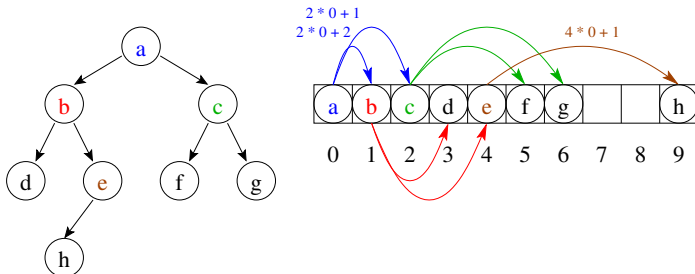 a
b c
d e f g
h
2 * 0 + 1
2 * 0 + 2
4 * 0 + 1
a b c d e f g h
0 1 2 3 4 5 6 7 8 9